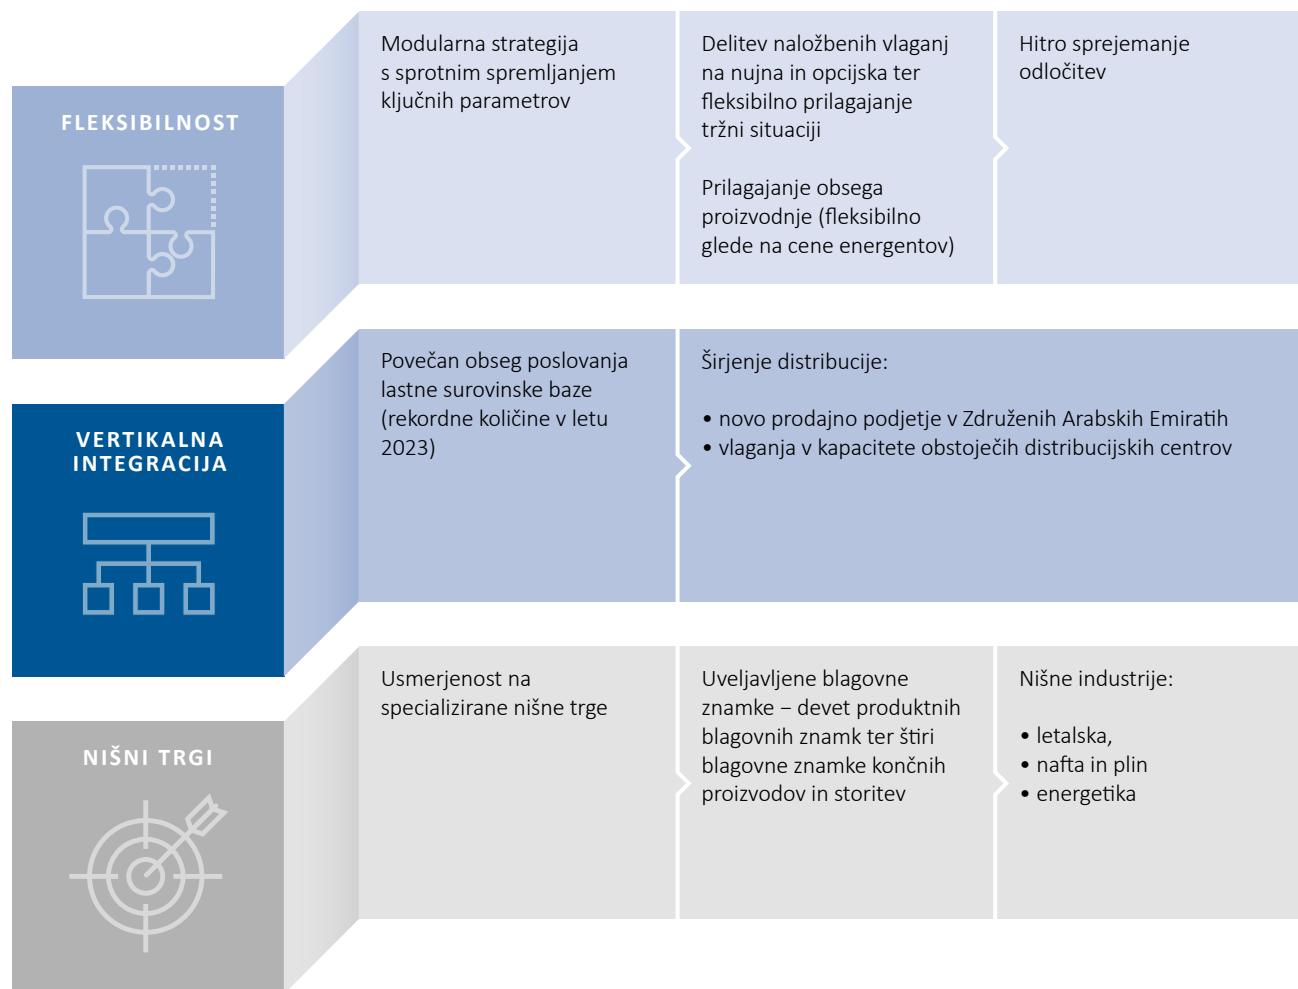 FLEKSIBILNOST
Modularna strategija
s sprotnim spremljanjem
ključnih parametrov
Delitev naložbenih vlaganj
na nujna in opcijska ter
fleksibilno prilagajanje
tržni situaciji
Prilagajanje obsega
proizvodnje (fleksibilno
glede na cene energentov)
Hitro sprejemanje
odločitev
VERTIKALNA
INTEGRACIJA
Povečan obseg poslovanja
lastne surovinske baze
(rekordne količine v letu
2023)
Širjenje distribucije:
• novo prodajno podjetje v Združenih Arabskih Emiratih
• vlaganja v kapacitete obstoječih distribucijskih centrov
NIŠNI TRGI
Usmerjenost na
specializirane nišne trge
Uveljavljene blagovne
znamke – devet produktnih
blagovnih znamk ter štiri
blagovne znamke končnih
proizvodov in storitev
Nišne industrije:
• letalska,
• nafta in plin
• energetika